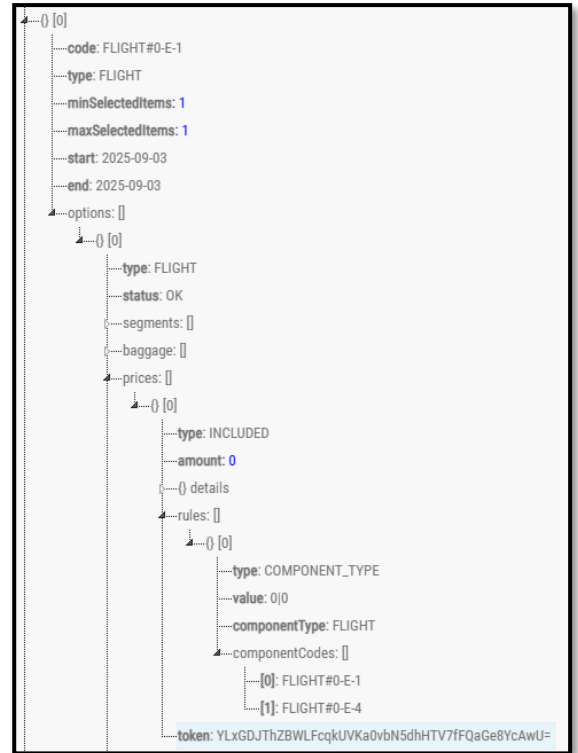 {} [0]
code: FLIGHT#0-E-1
type: FLIGHT
minSelectedItems: 1
maxSelectedItems: 1
start: 2025-09-03
end: 2025-09-03
options: []
{} [0]
type: FLIGHT
status: OK
segments: []
baggage: []
prices: []
{} [0]
type: INCLUDED
amount: 0
{} details
rules: []
{} [0]
type: COMPONENT_TYPE
value: 0|0
componentType: FLIGHT
componentCodes: []
[0]: FLIGHT#0-E-1
[1]: FLIGHT#0-E-4
token: YLxGDJThZBWLFcqkUVKa0vbN5dhHTV7fFQaGe8YcAwU=